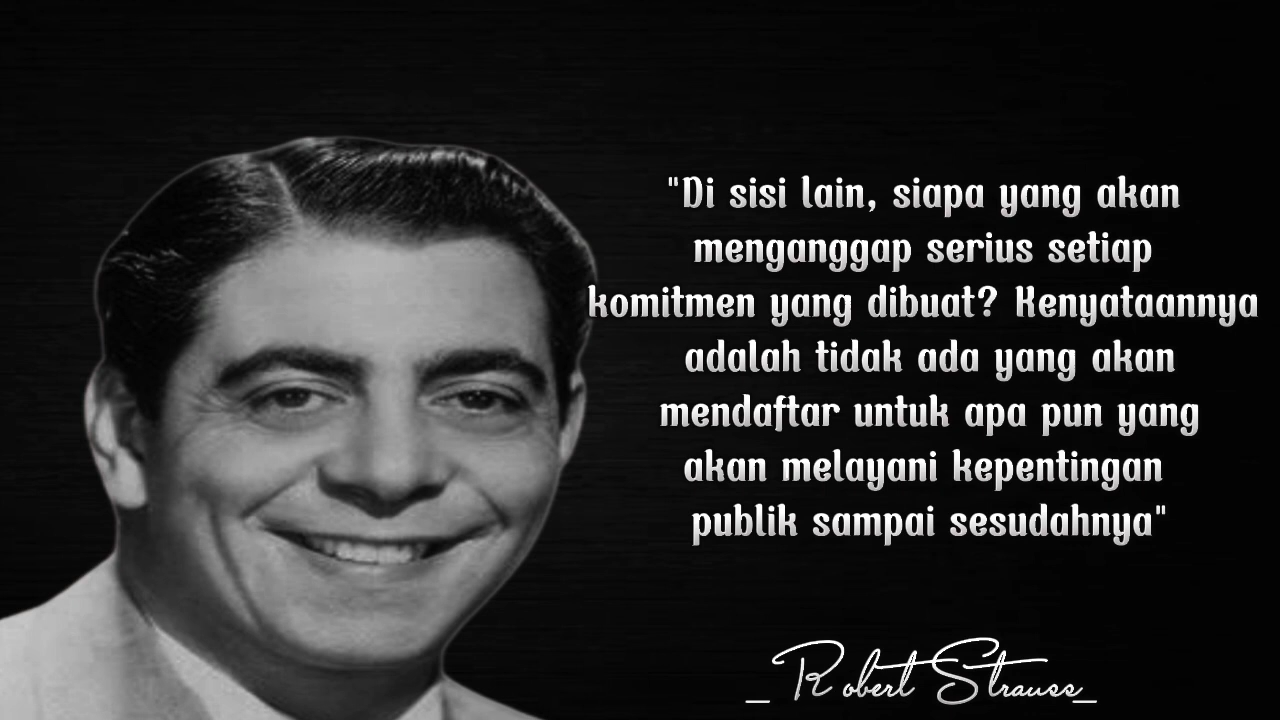 "Di sisi lain, siapa yang akan
menganggap serius setiap
komitmen yang dibuat? Kenyataannya
adalah tidak ada yang akan
mendaftar untuk apa pun yang
akan melayani kepentingan
publik sampai sesudahnya"
_Robert Strauss_